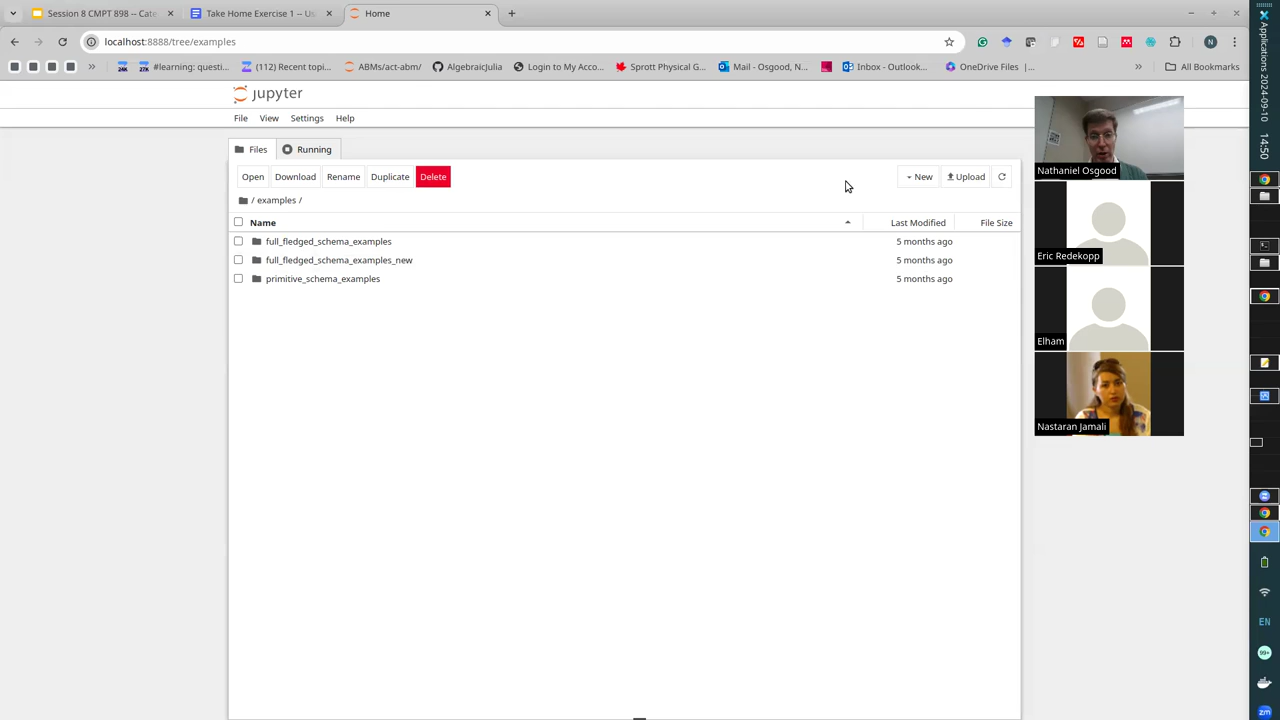 Session 8 CMPT 898 -- Cate
Take Home Exercise 1 -- Us
Home
localhost:8888/tree/examples
N
#learning: questi...
(112) Recent topi...
ABMs/actabm/
Algebraicjulia
Login - My Acco...
Sprott Physical G...
Mail - Osgood, N...
Inbox - Outlook...
OneDrive Files |...
»
All Bookmarks
jupyter
File View Settings Help
Files
Running
Open Download Rename Duplicate Delete
New Upload
/ examples /
Name Last Modified File Size
full_fledged_schema_examples 5 months ago
full_fledged_schema_examples_new 5 months ago
primitive_schema_examples 5 months ago
Nathaniel Osgood
Eric Redekopp
Elham
Nastaran Jamali
Applications 2024-09-10
14:50
EN
99+
zm